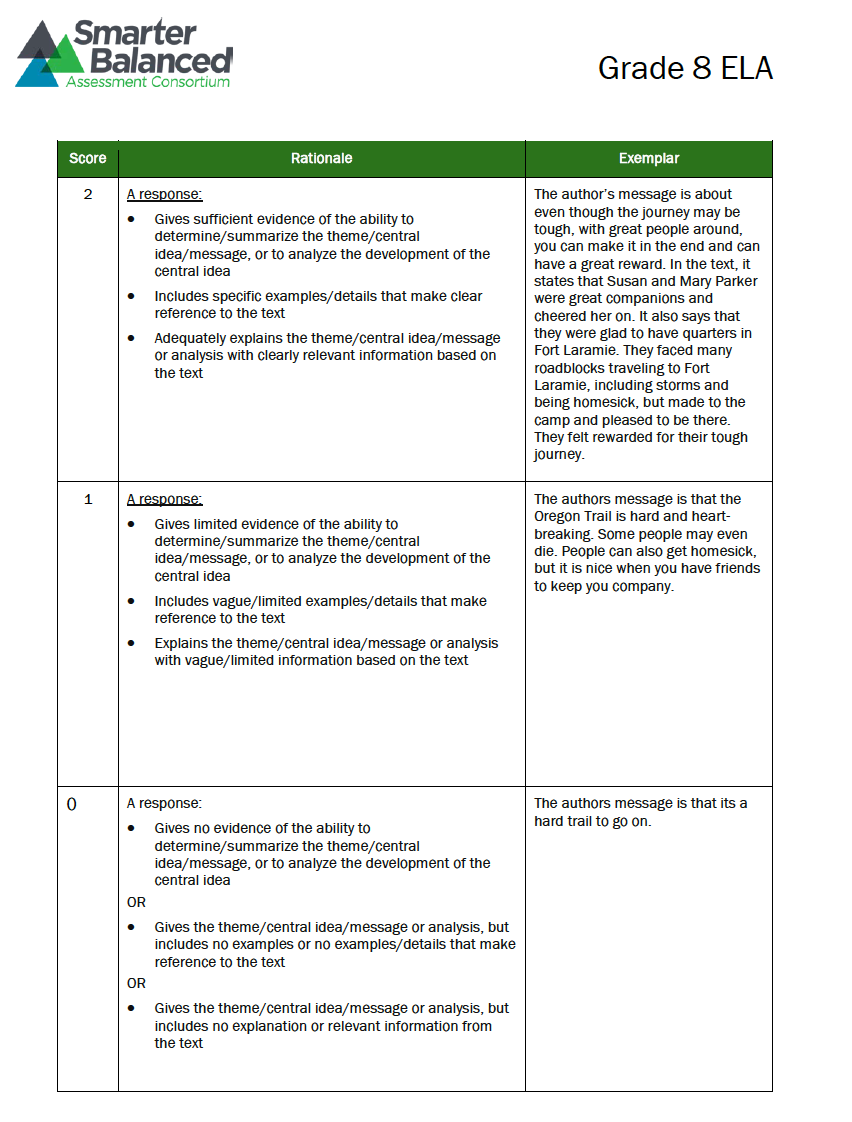 Smarter
Balanced
Assessment Consortium
Grade 8 ELA
Score
Rationale
Exemplar
2
A response:
• Gives sufficient evidence of the ability to
determine/summarize the theme/central
idea/message, or to analyze the development of the
central idea
• Includes specific examples/details that make clear
reference to the text
• Adequately explains the theme/central idea/message
or analysis with clearly relevant information based on
the text
The author's message is about
even though the journey may be
tough, with great people around,
you can make it in the end and can
have a great reward. In the text, it
states that Susan and Mary Parker
were great companions and
cheered her on. It also says that
they were glad to have quarters in
Fort Laramie. They faced many
roadblocks traveling to Fort
Laramie, including storms and
being homesick, but made to the
camp and pleased to be there.
They felt rewarded for their tough
journey.
1
A response:
• Gives limited evidence of the ability to
determine/summarize the theme/central
idea/message, or to analyze the development of the
central idea
• Includes vague/limited examples/details that make
reference to the text
• Explains the theme/central idea/message or analysis
with vague/limited information based on the text
The authors message is that the
Oregon Trail is hard and heart-
breaking. Some people may even
die. People can also get homesick,
but it is nice when you have friends
to keep you company.
0
A response:
• Gives no evidence of the ability to
determine/summarize the theme/central
idea/message, or to analyze the development of the
central idea
OR
• Gives the theme/central idea/message or analysis, but
includes no examples or no examples/details that make
reference to the text
OR
• Gives the theme/central idea/message or analysis, but
includes no explanation or relevant information from
the text
The authors message is that its a
hard trail to go on.